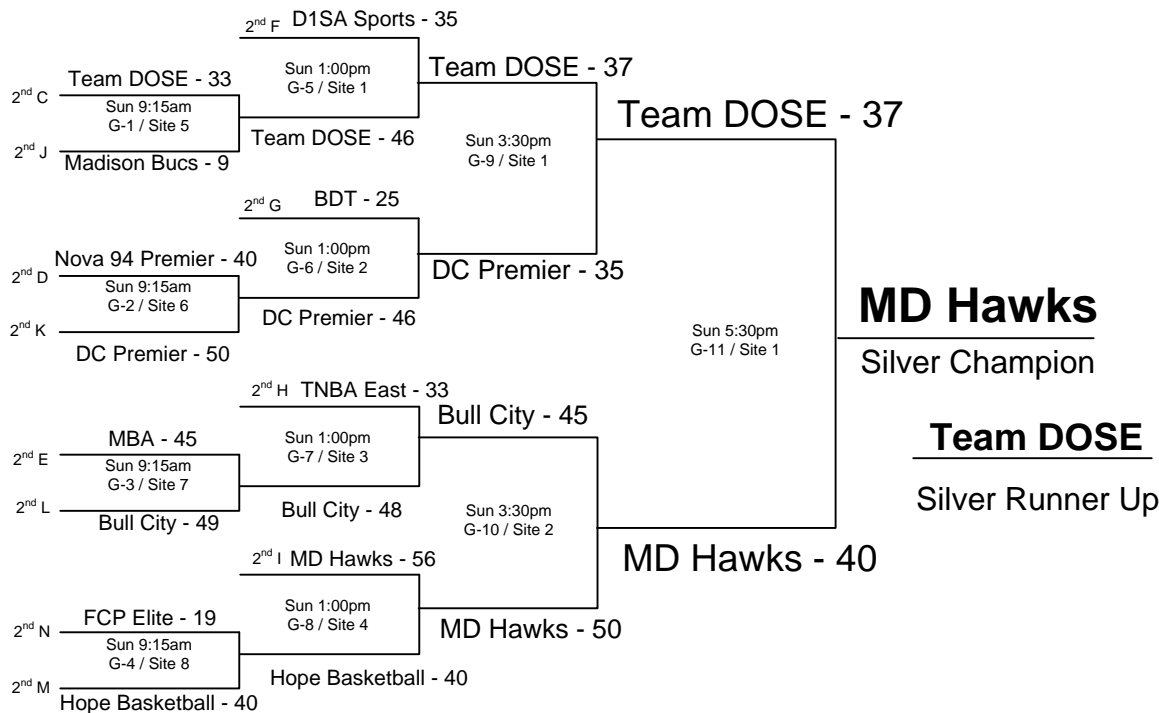 2nd F D1SA Sports - 35
Sun 1:00pm
G-5 / Site 1
Team DOSE - 33
2nd C
Sun 9:15am
G-1 / Site 5
2nd J
Madison Bucs - 9
Team DOSE - 46
Team DOSE - 37
Sun 3:30pm
G-9 / Site 1
Team DOSE - 37
2nd G BDT - 25
Sun 1:00pm
G-6 / Site 2
Nova 94 Premier - 40
2nd D
Sun 9:15am
G-2 / Site 6
2nd K
DC Premier - 50
DC Premier - 46
DC Premier - 35
Sun 5:30pm
G-11 / Site 1
MD Hawks
Silver Champion
Team DOSE
Silver Runner Up
2nd H TNBA East - 33
Sun 1:00pm
G-7 / Site 3
MBA - 45
2nd E
Sun 9:15am
G-3 / Site 7
2nd L
Bull City - 49
Bull City - 48
Bull City - 45
Sun 3:30pm
G-10 / Site 2
MD Hawks - 40
2nd I MD Hawks - 56
Sun 1:00pm
G-8 / Site 4
FCP Elite - 19
2nd N
Sun 9:15am
G-4 / Site 8
2nd M
Hope Basketball - 40
Hope Basketball - 40
MD Hawks - 50